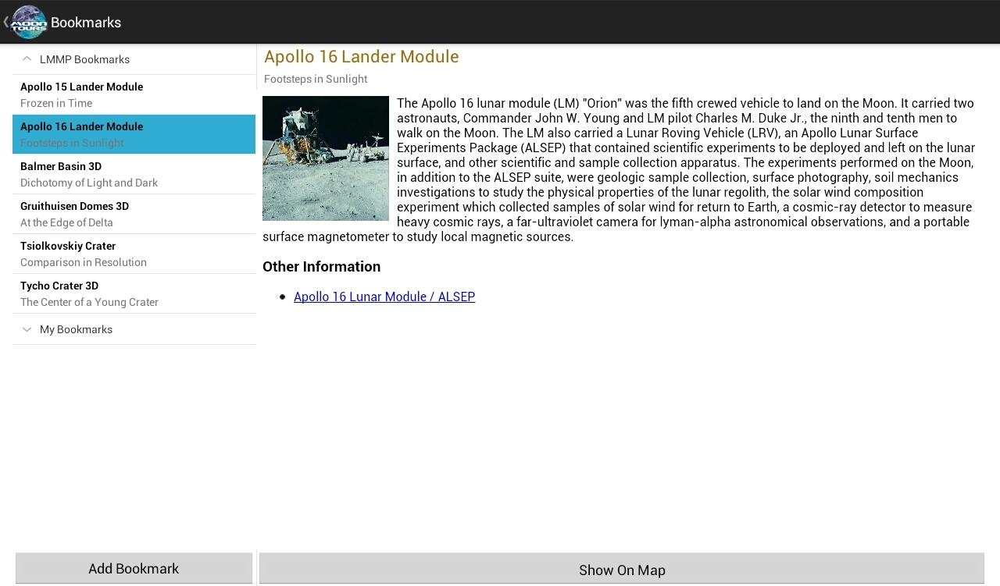 MOON
TOURS
Bookmarks
LMMP Bookmarks
Apollo 15 Lander Module
Frozen in Time
Apollo 16 Lander Module
Footsteps in Sunlight
Balmer Basin 3D
Dichotomy of Light and Dark
Gruithuisen Domes 3D
At the Edge of Delta
Tsiolkovskiy Crater
Comparison in Resolution
Tycho Crater 3D
The Center of a Young Crater
My Bookmarks
Add Bookmark
Apollo 16 Lander Module
Footsteps in Sunlight
The Apollo 16 lunar module (LM) "Orion" was the fifth crewed vehicle to land on the Moon. It carried two
astronauts, Commander John W. Young and LM pilot Charles M. Duke Jr., the ninth and tenth men to
walk on the Moon. The LM also carried a Lunar Roving Vehicle (LRV), an Apollo Lunar Surface
Experiments Package (ALSEP) that contained scientific experiments to be deployed and left on the lunar
surface, and other scientific and sample collection apparatus. The experiments performed on the Moon,
in addition to the ALSEP suite, were geologic sample collection, surface photography, soil mechanics
investigations to study the physical properties of the lunar regolith, the solar wind composition
experiment which collected samples of solar wind for return to Earth, a cosmic-ray detector to measure
heavy cosmic rays, a far-ultraviolet camera for lyman-alpha astronomical observations, and a portable
surface magnetometer to study local magnetic sources.
Other Information
Apollo 16 Lunar Module / ALSEP
Show On Map